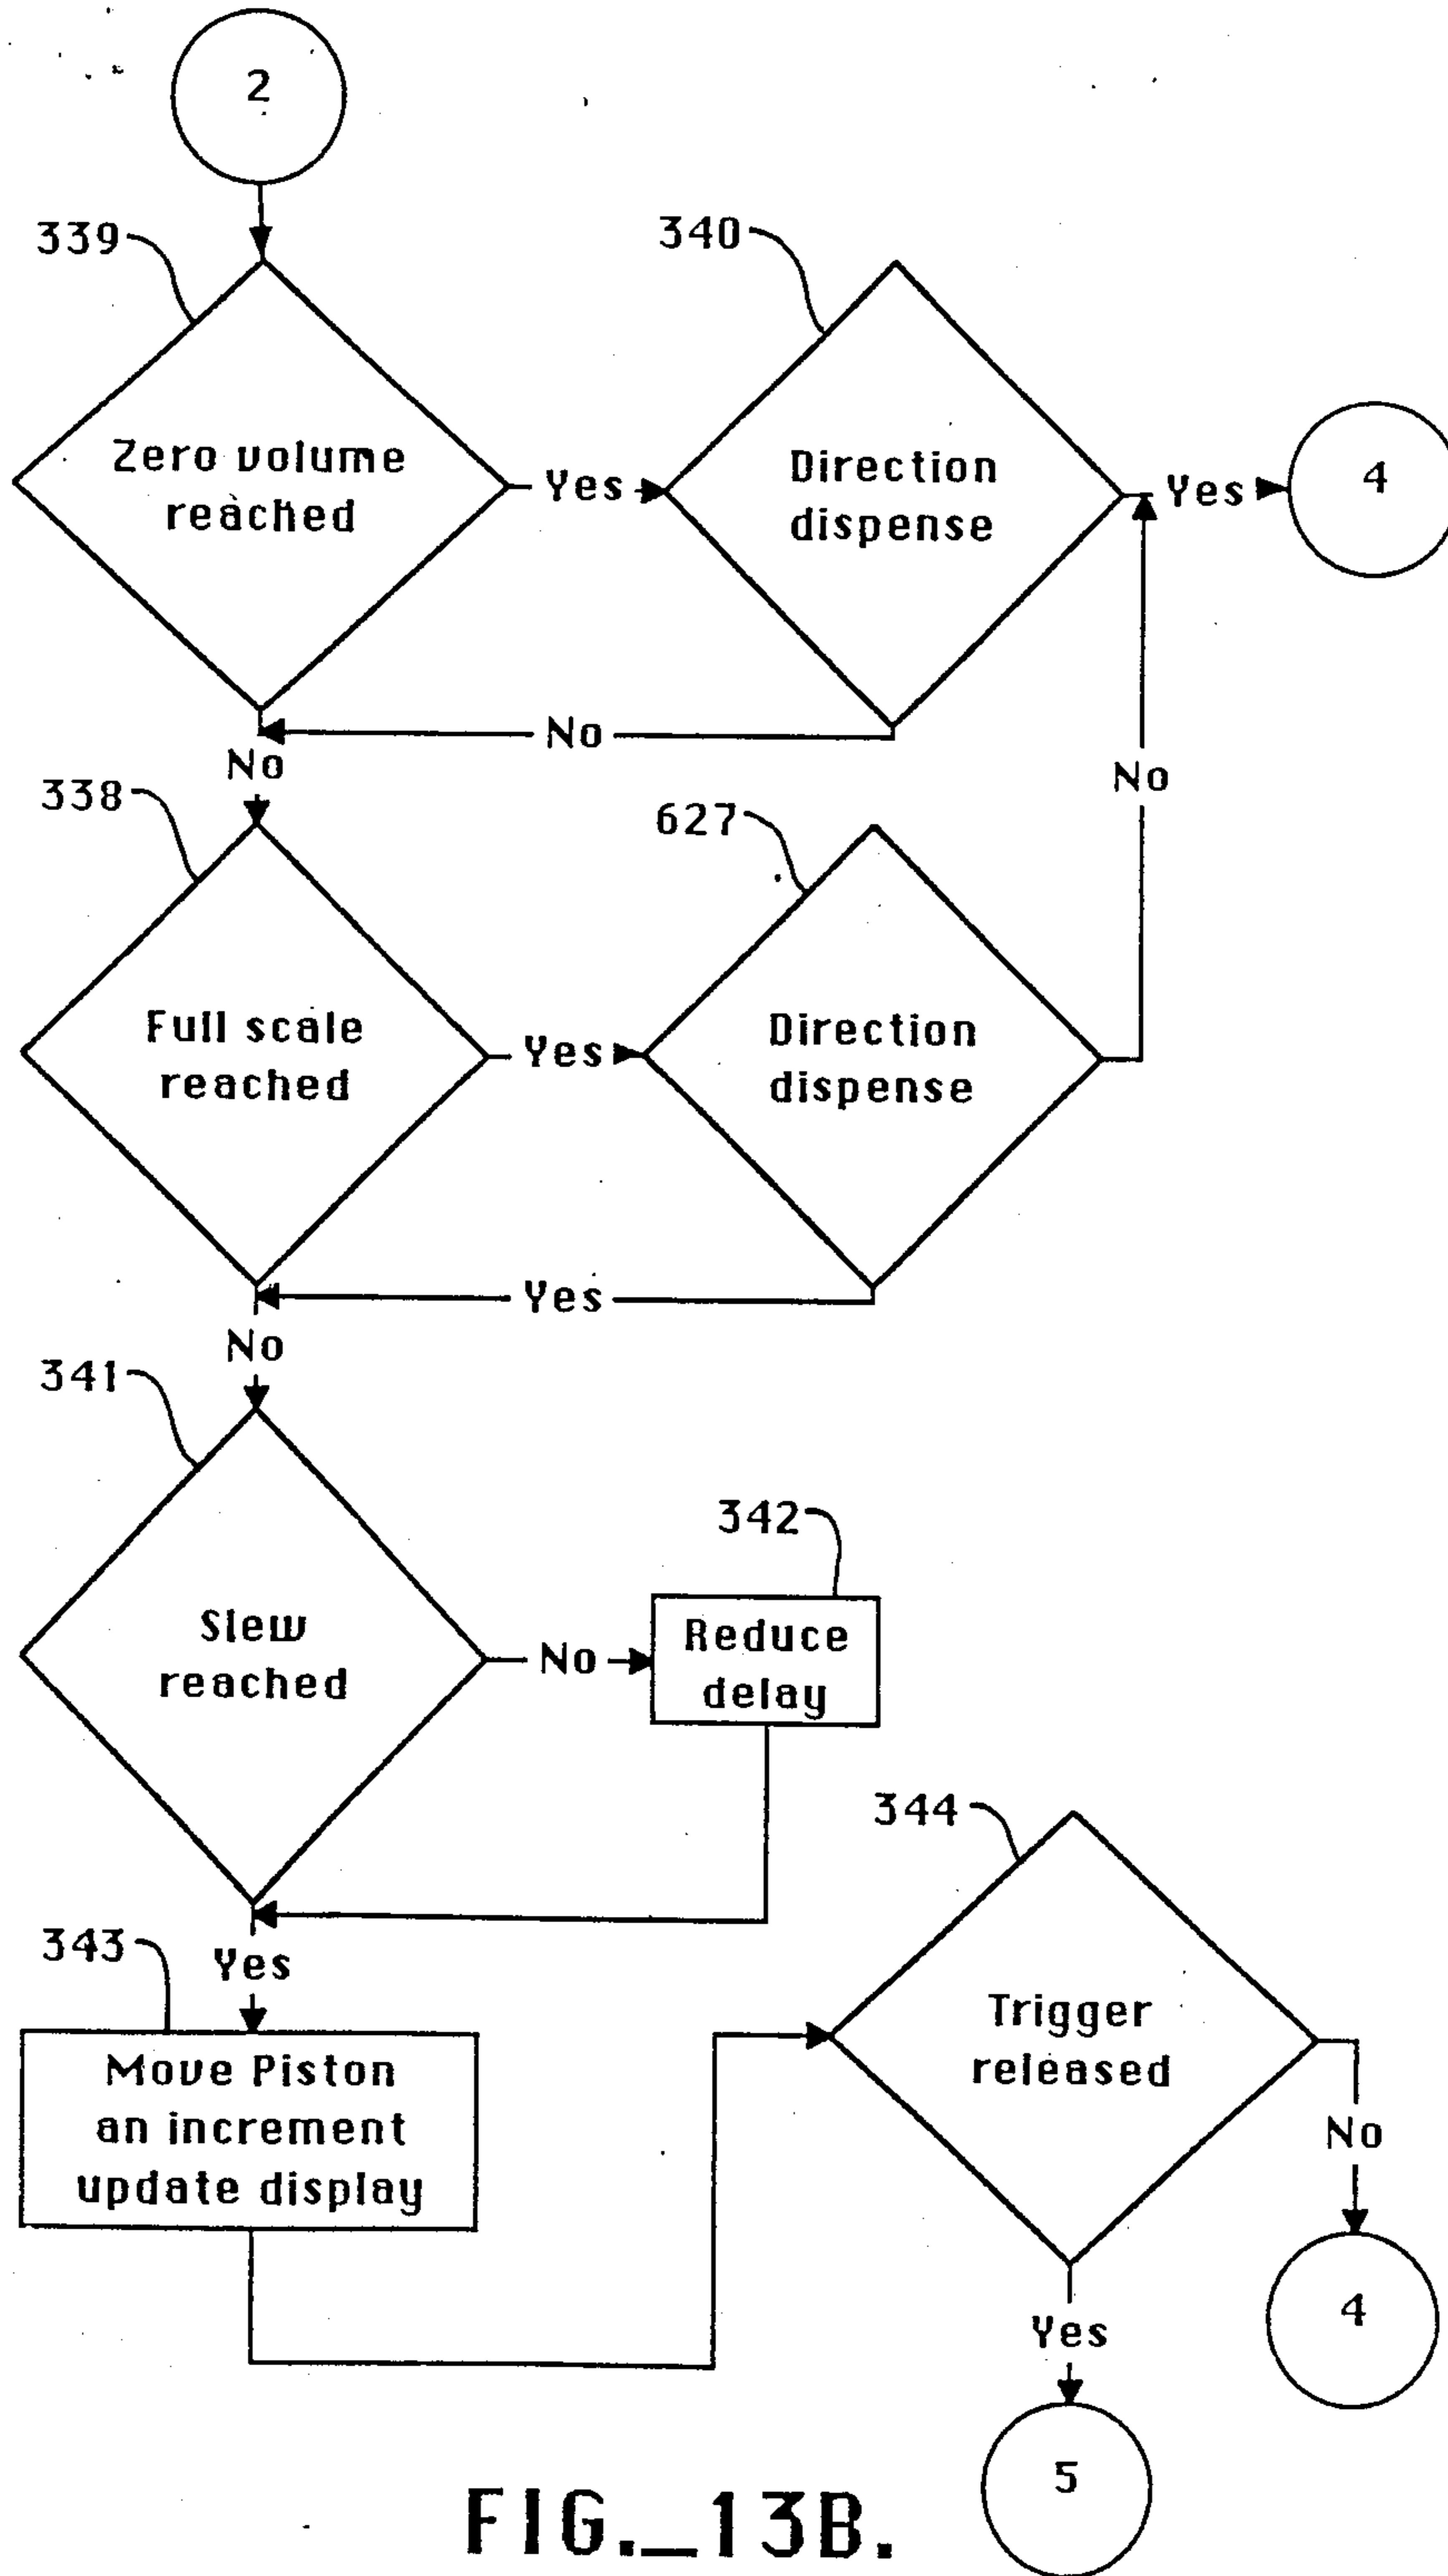 2
339
340
Zero volume
reached
Yes
Direction
dispense
Yes
4
No
No
No
338
627
Full scale
reached
Yes
Direction
dispense
Yes
No
341
342
Slew
reached
No
Reduce
delay
344
343
Yes
Trigger
released
Move Piston
an increment
update display
No
4
Yes
5
FIG._13B.